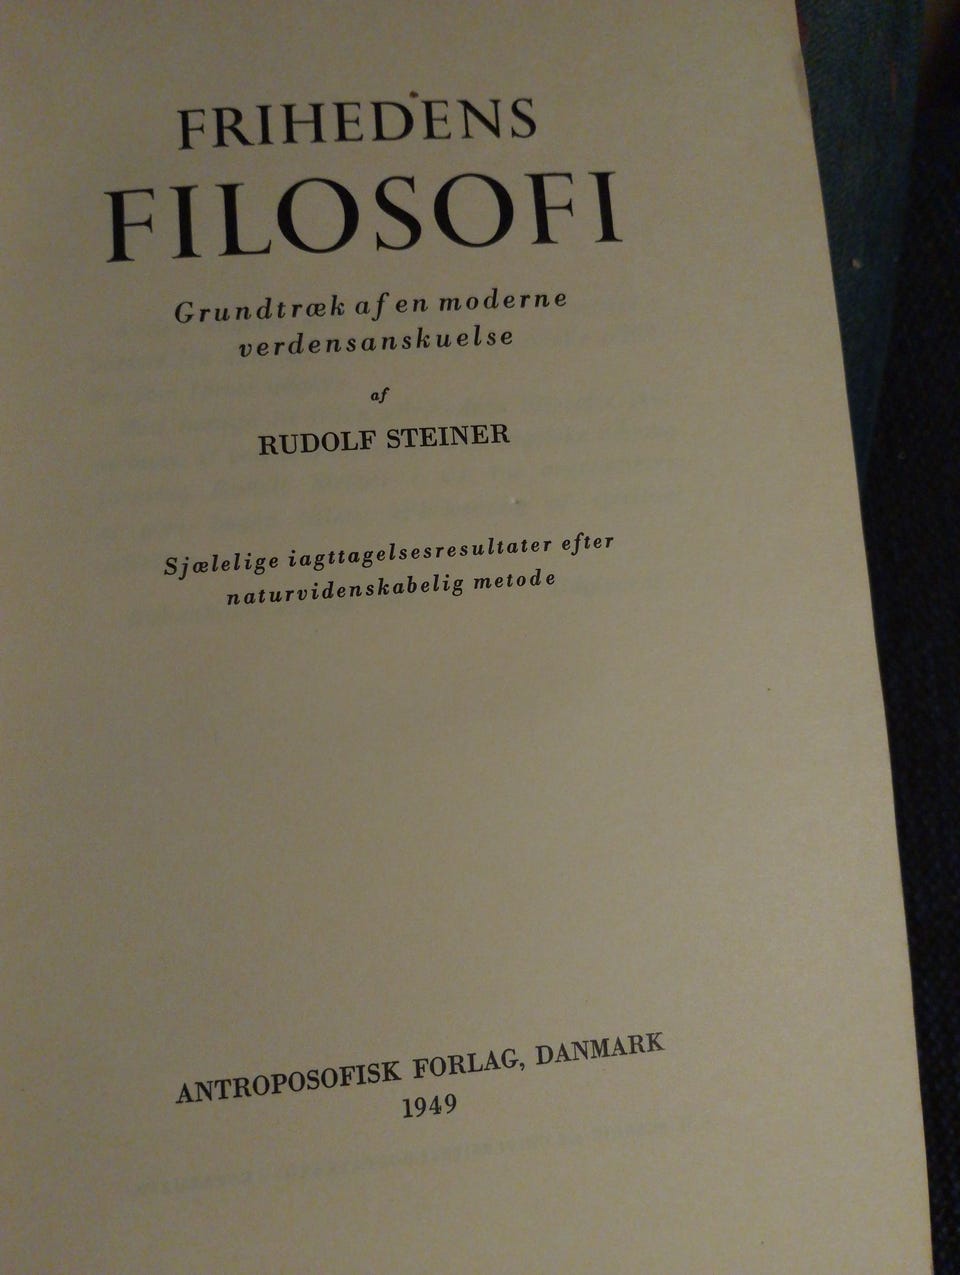 FRIHEDENS
FILOSOFI
Grundtræk af en moderne
verdensanskuelse
af
RUDOLF STEINER
Sjælelige iagttagelsesresultater efter
naturvidenskabelig metode
ANTROPOSOFISK FORLAG, DANMARK
1949